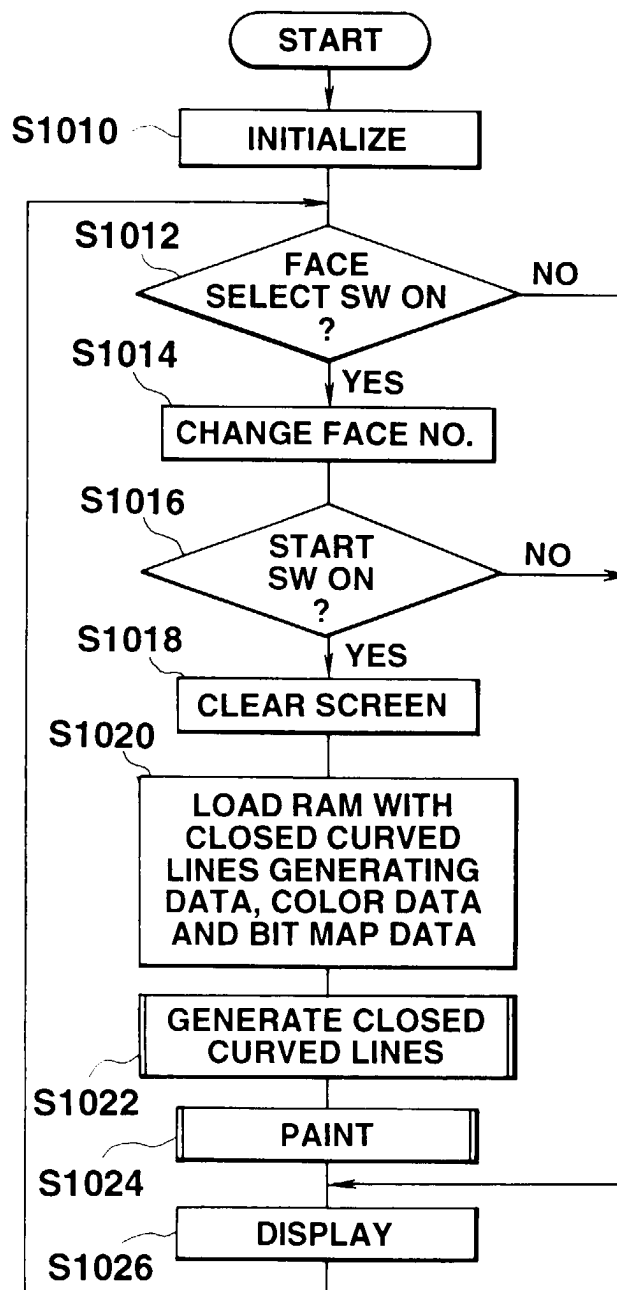 START
S1010
INITIALIZE
S1012
FACE
SELECT SW ON
?
NO
YES
S1014
CHANGE FACE NO.
S1016
START
SW ON
?
NO
YES
S1018
CLEAR SCREEN
S1020
LOAD RAM WITH
CLOSED CURVED
LINES GENERATING
DATA, COLOR DATA
AND BIT MAP DATA
GENERATE CLOSED
CURVED LINES
S1022
PAINT
S1024
DISPLAY
S1026